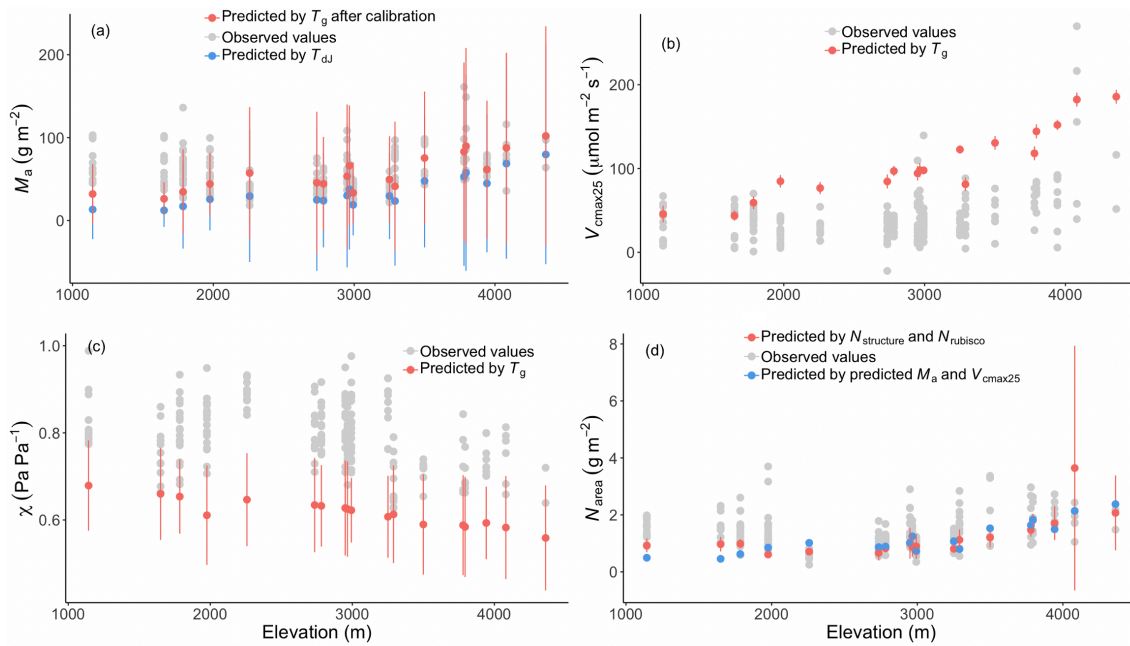 (a)
Predicted by Tg after calibration
Observed values
Predicted by TdJ
Ma (g m−2)
200
100
0
1000
2000
3000
4000
(b)
Observed values
Predicted by Tg
Vcmax25 (μmol m−2 s−1)
200
100
0
1000
2000
3000
4000
(c)
Observed values
Predicted by Tg
χ (Pa Pa−1)
1.0
0.8
0.6
1000
2000
3000
4000
Elevation (m)
(d)
Predicted by Nstructure and Nrubisco
Observed values
Predicted by predicted Ma and Vcmax25
Narea (g m−2)
8
6
4
2
0
1000
2000
3000
4000
Elevation (m)